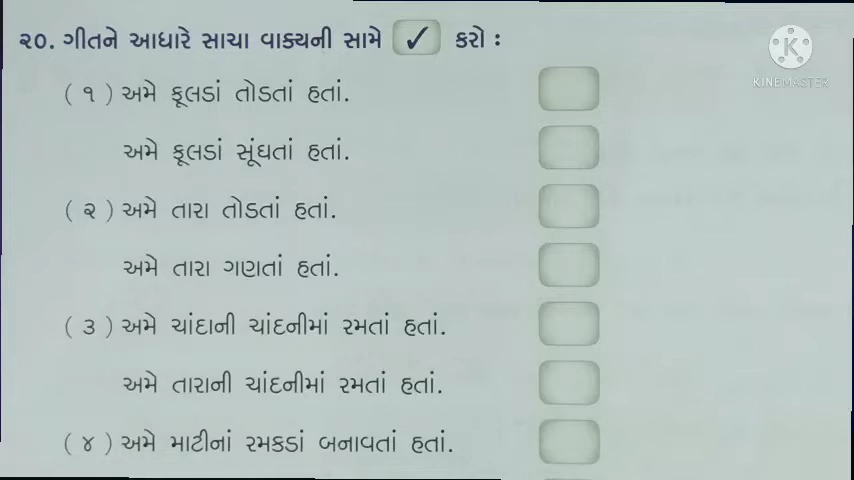 ૨૦. ગીતને આધારે સાચા વાક્યની સામે ✓ કરો :
KINEMASTER
( ૧ ) અમે ફૂલડાં તોડતાં હતાં.
અમે ફૂલડાં સૂંઘતાં હતાં.
( ૨ ) અમે તારા તોડતાં હતાં.
અમે તારા ગણતાં હતાં.
( ૩ ) અમે ચાંદાની ચાંદનીમાં રમતાં હતાં.
અમે તારાની ચાંદનીમાં રમતાં હતાં.
( ૪ ) અમે માટીનાં રમકડાં બનાવતાં હતાં.